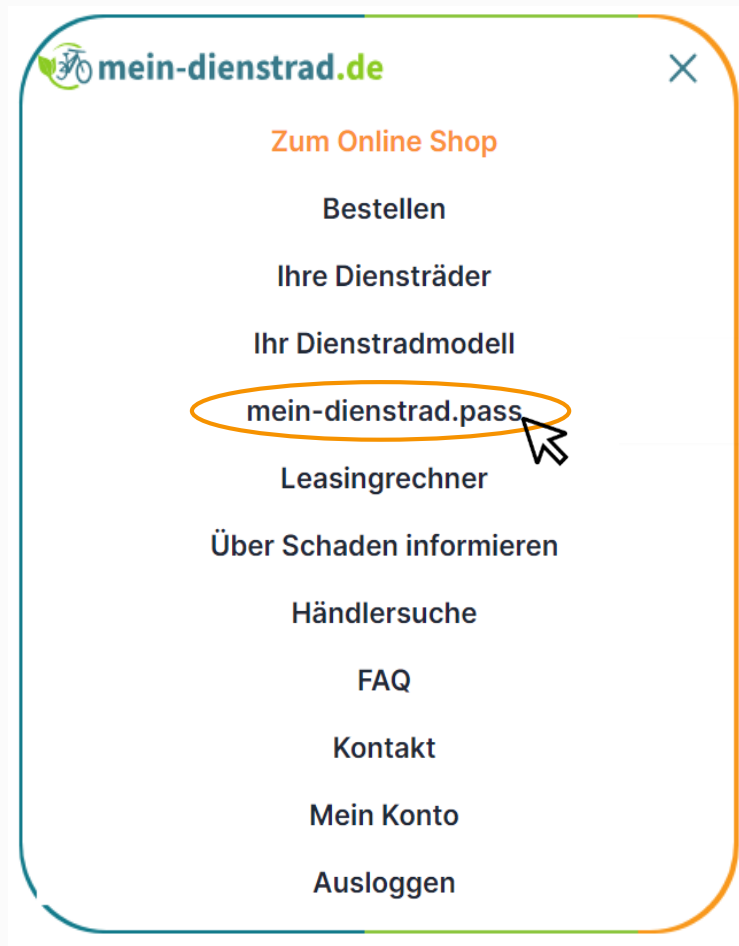 mein-dienstrad.de
Zum Online Shop
Bestellen
Ihre Diensträder
Ihr Dienstradmodell
mein-dienstrad.pass
Leasingrechner
Über Schaden informieren
Händlersuche
FAQ
Kontakt
Mein Konto
Ausloggen